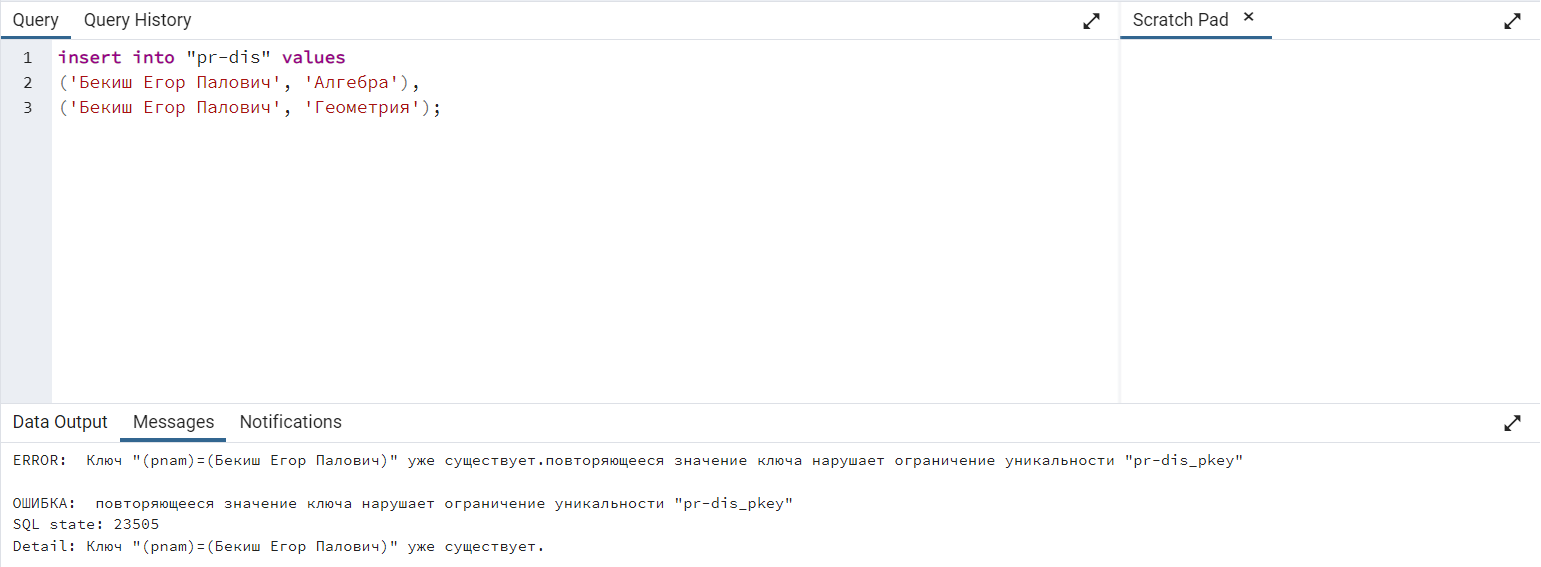 Query Query History Scratch Pad ×
1 insert into "pr-dis" values
2 ('Бекиш Егор Палович', 'Алгебра'),
3 ('Бекиш Егор Палович', 'Геометрия');
Data Output Messages Notifications
ERROR:  Ключ "(pnam)=(Бекиш Егор Палович)" уже существует.повторяющееся значение ключа нарушает ограничение уникальности "pr-dis_pkey"
ОШИБКА:  повторяющееся значение ключа нарушает ограничение уникальности "pr-dis_pkey"
SQL state: 23505
Detail: Ключ "(pnam)=(Бекиш Егор Палович)" уже существует.